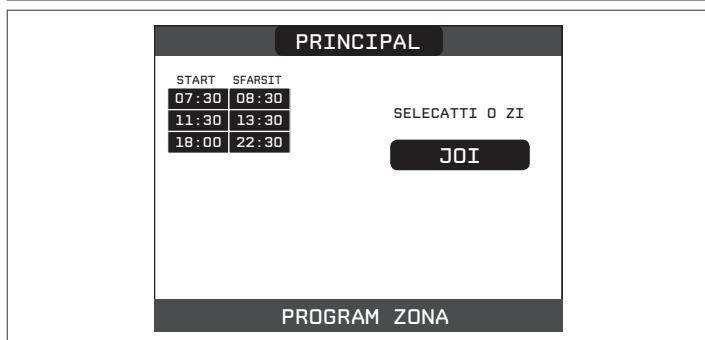 PRINCIPAL
START SFARSIT
07:30 08:30
11:30 13:30
18:00 22:30
SELECATTI O ZI
JOI
PROGRAM ZONA